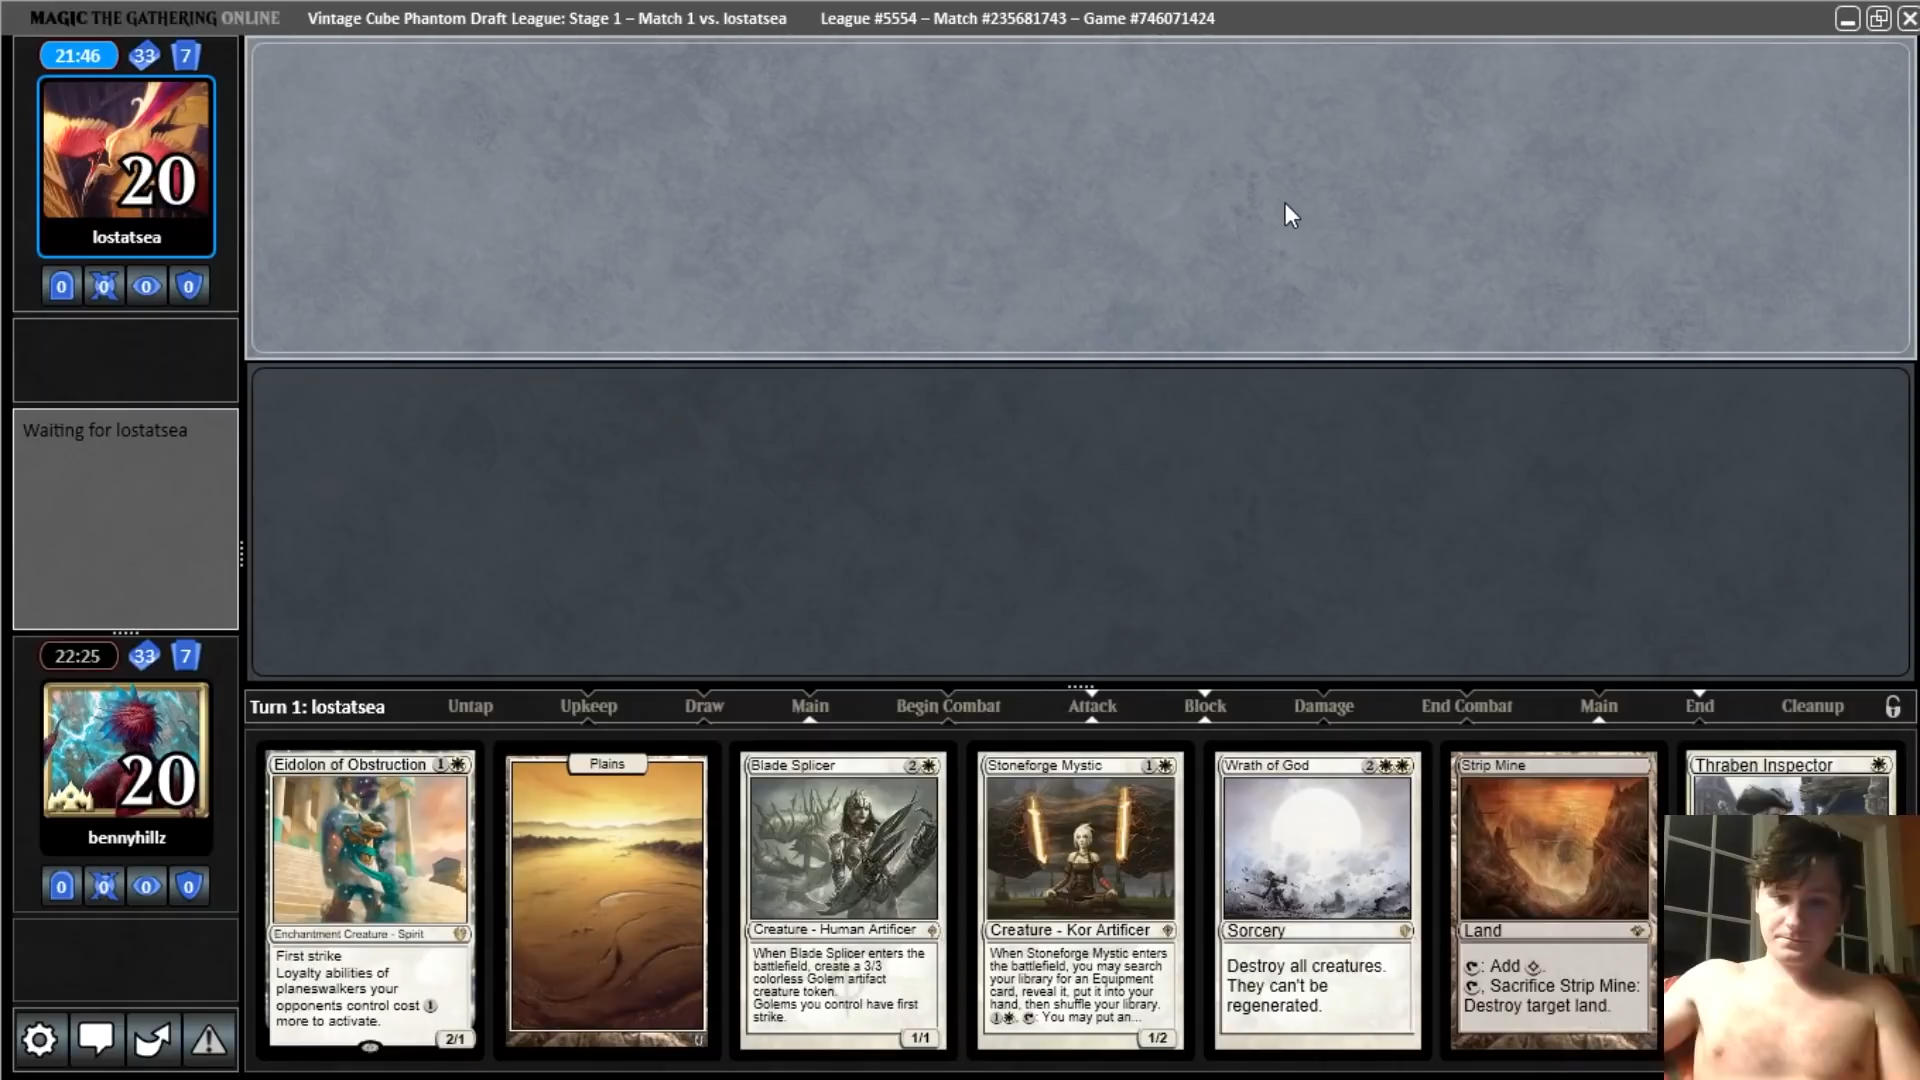 MAGIC THE GATHERING ONLINE
Vintage Cube Phantom Draft League: Stage 1 – Match 1 vs. lostatsea
League #5554 – Match #235681743 – Game #746071424
21:46
33
7
20
lostatsea
0
0
0
0
Waiting for lostatsea
22:25
33
7
20
bennyhillz
0
0
0
0
Turn 1: lostatsea
Untap
Upkeep
Draw
Main
Begin Combat
Attack
Block
Damage
End Combat
Main
End
Cleanup
Eidolon of Obstruction 1
Enchantment Creature - Spirit
First strike
Loyalty abilities of
planeswalkers your
opponents control cost 1
more to activate.
2/1
Plains
Blade Splicer 2
Creature - Human Artificer
When Blade Splicer enters the
battlefield, create a 3/3
colorless Golem artifact
creature token.
Golems you control have first
strike.
1/1
Stoneforge Mystic 1
Creature - Kor Artificer
When Stoneforge Mystic enters
the battlefield, you may search
your library for an Equipment
card, reveal it, put it into your
hand, then shuffle your library.
1, : You may put an...
1/2
Wrath of God 2
Sorcery
Destroy all creatures.
They can't be
regenerated.
Strip Mine
Land
: Add .
, Sacrifice Strip Mine:
Destroy target land.
Thraben Inspector